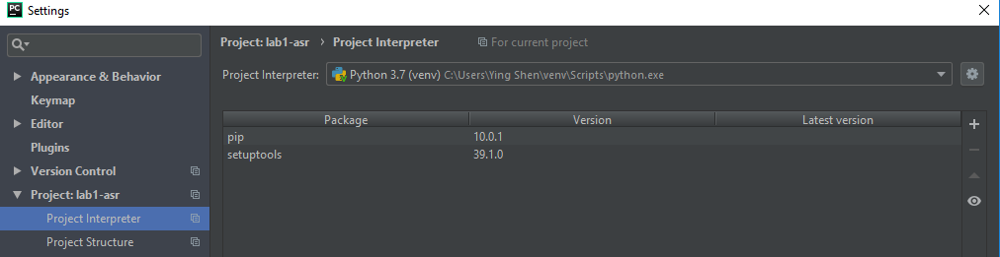 PC Settings
Project: lab1-asr › Project Interpreter For current project
Appearance & Behavior
Keymap
Editor
Plugins
Version Control
Project: lab1-asr
Project Interpreter
Project Structure
Project Interpreter: Python 3.7 (venv) C:\Users\Ying Shen\venv\Scripts\python.exe
Package Version Latest version
pip 10.0.1
setuptools 39.1.0